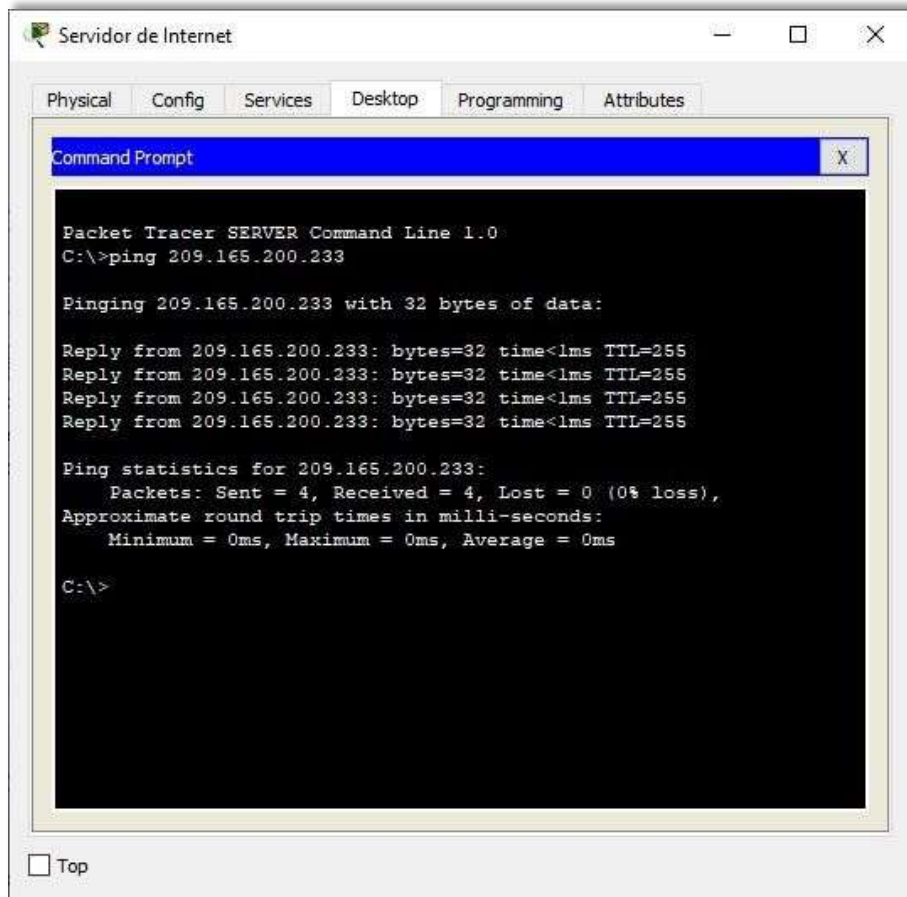 Servidor de Internet
Physical Config Services Desktop Programming Attributes
Command Prompt X
Packet Tracer SERVER Command Line 1.0
C:\>ping 209.165.200.233
Pinging 209.165.200.233 with 32 bytes of data:
Reply from 209.165.200.233: bytes=32 time<1ms TTL=255
Reply from 209.165.200.233: bytes=32 time<1ms TTL=255
Reply from 209.165.200.233: bytes=32 time<1ms TTL=255
Reply from 209.165.200.233: bytes=32 time<1ms TTL=255
Ping statistics for 209.165.200.233:
Packets: Sent = 4, Received = 4, Lost = 0 (0% loss),
Approximate round trip times in milli-seconds:
Minimum = 0ms, Maximum = 0ms, Average = 0ms
C:\>
Top